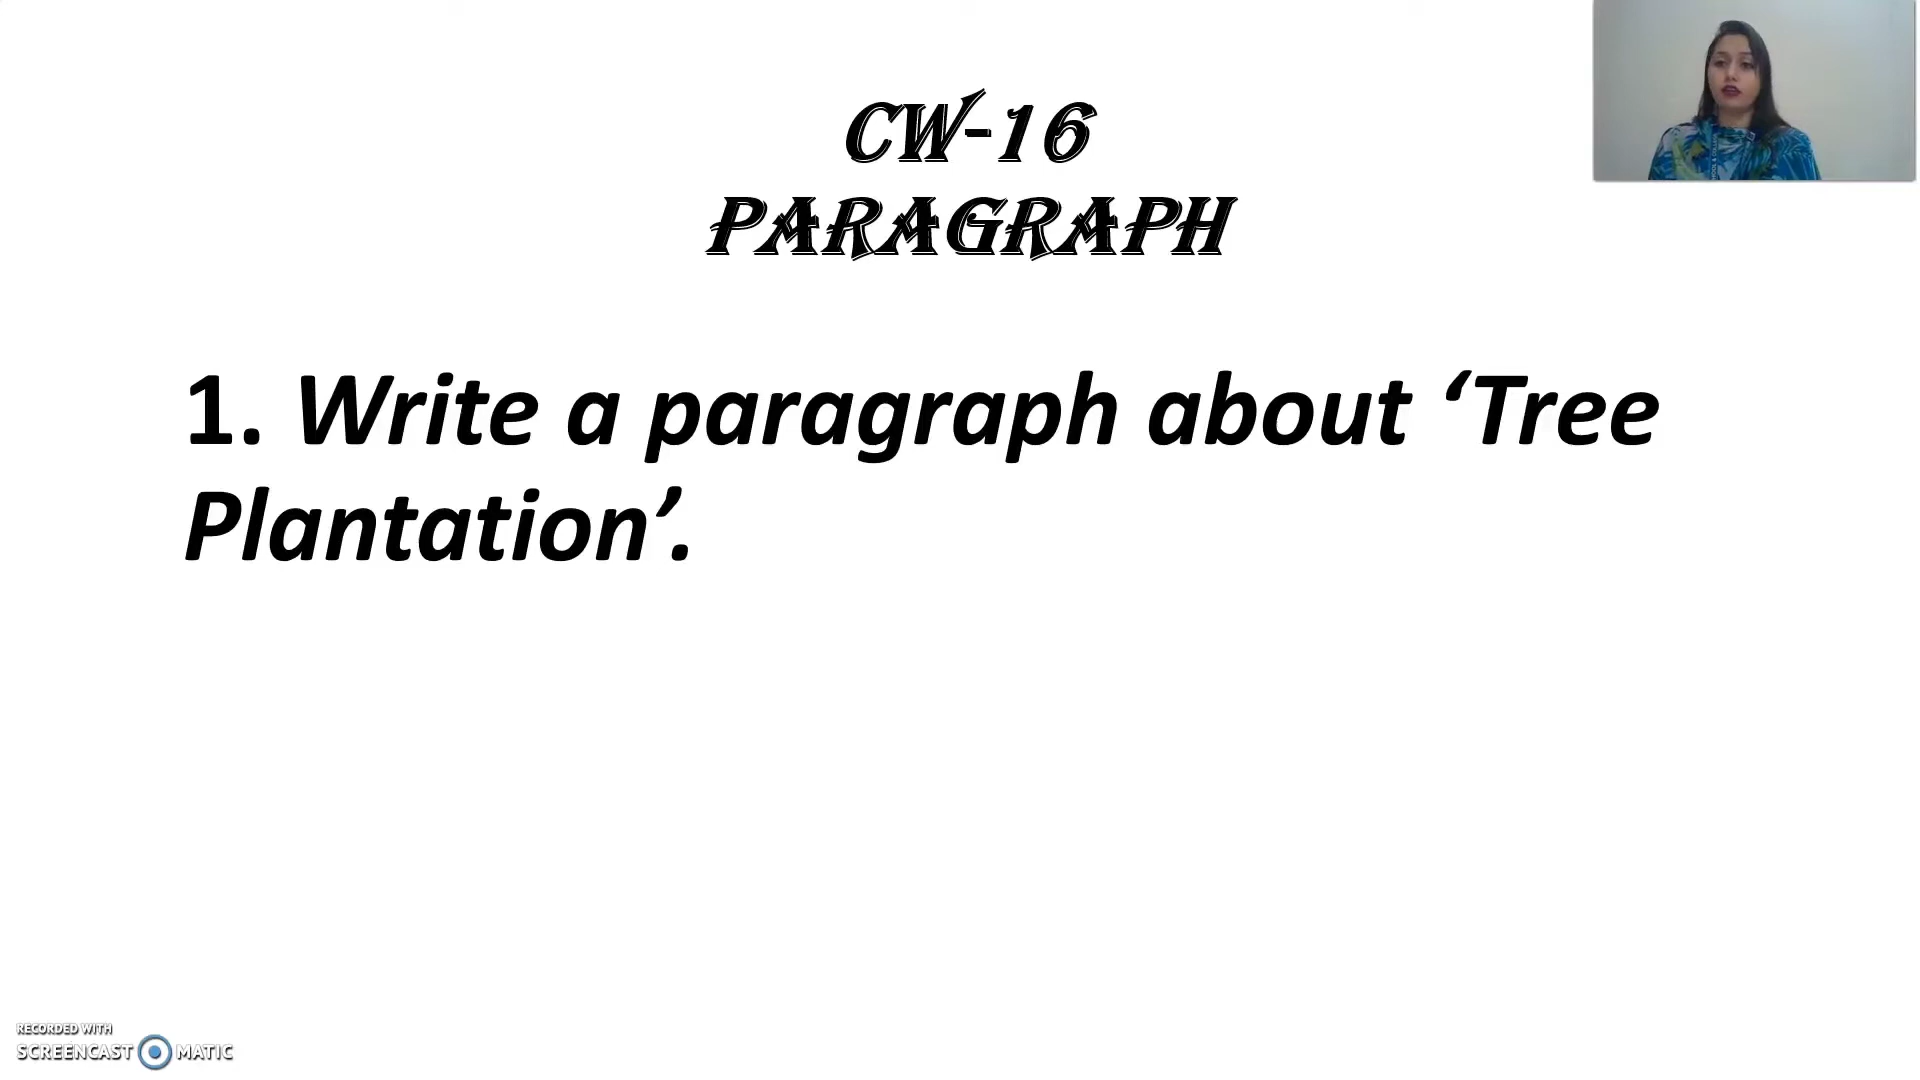 CW-16
PARAGRAPH
1. Write a paragraph about ‘Tree
Plantation’.
RECORDED WITH
SCREENCAST MATIC